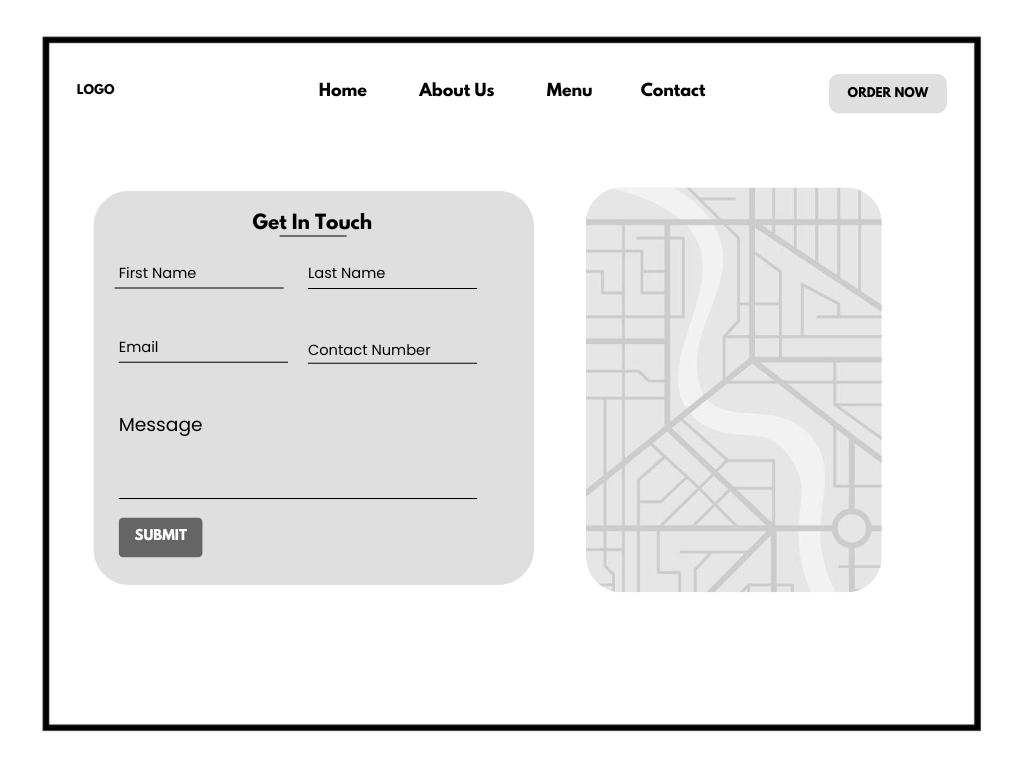 LOGO
Home
About Us
Menu
Contact
ORDER NOW
Get In Touch
First Name
Last Name
Email
Contact Number
Message
SUBMIT